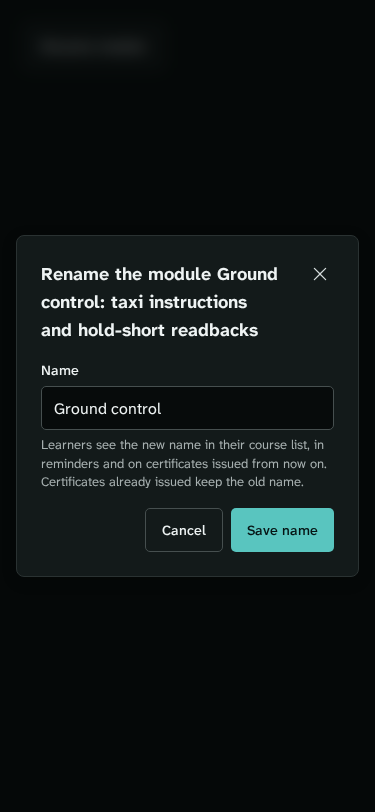 Rename the module Ground
control: taxi instructions
and hold-short readbacks
Name
Ground control
Learners see the new name in their course list, in
reminders and on certificates issued from now on.
Certificates already issued keep the old name.
Cancel
Save name